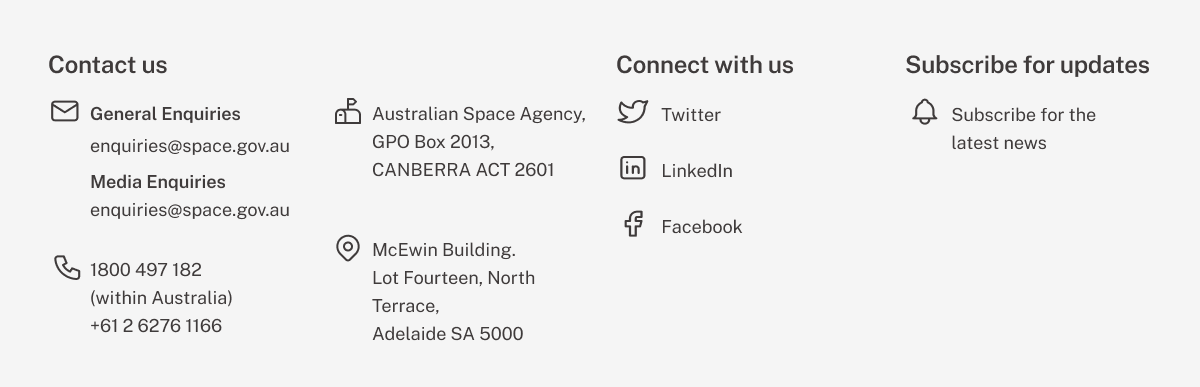 Contact us
General Enquiries
enquiries@space.gov.au
Media Enquiries
enquiries@space.gov.au
1800 497 182
(within Australia)
+61 2 6276 1166
Australian Space Agency,
GPO Box 2013,
CANBERRA ACT 2601
McEwin Building.
Lot Fourteen, North
Terrace,
Adelaide SA 5000
Connect with us
Twitter
LinkedIn
Facebook
Subscribe for updates
Subscribe for the
latest news